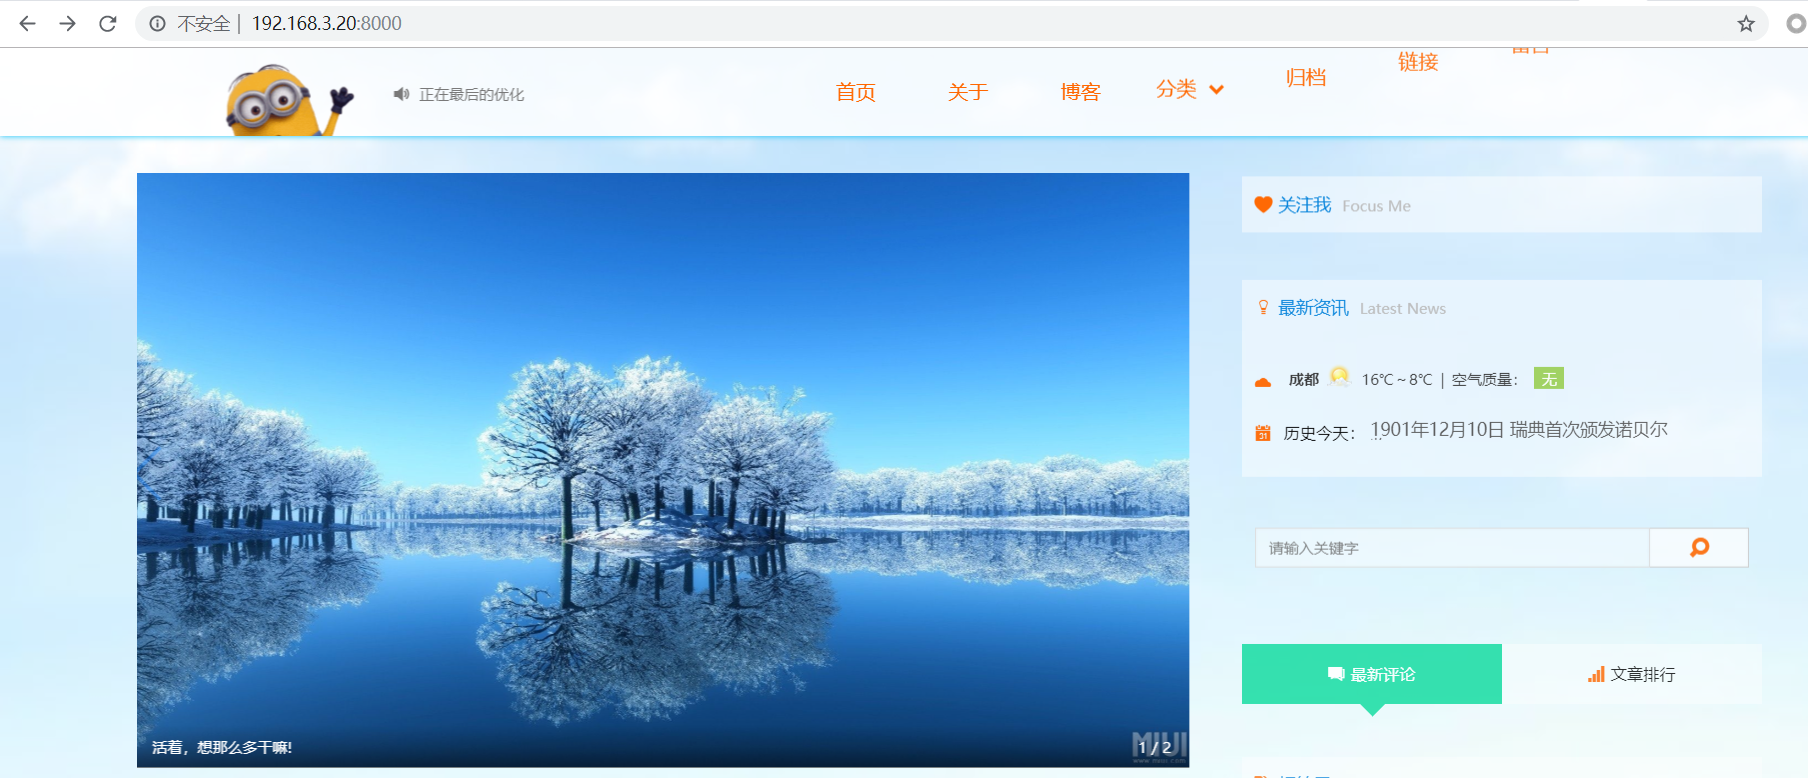 不安全 | 192.168.3.20:8000
正在最后的优化
首页 关于 博客 分类 归档 链接 留言
关注我 Focus Me
最新资讯 Latest News
成都 16℃ ~ 8℃ | 空气质量： 无
历史今天： 1901年12月10日 瑞典首次颁发诺贝尔
...
请输入关键字
最新评论 文章排行
活着，想那么多干嘛!
MIUI
1 / 2
www.miui.com